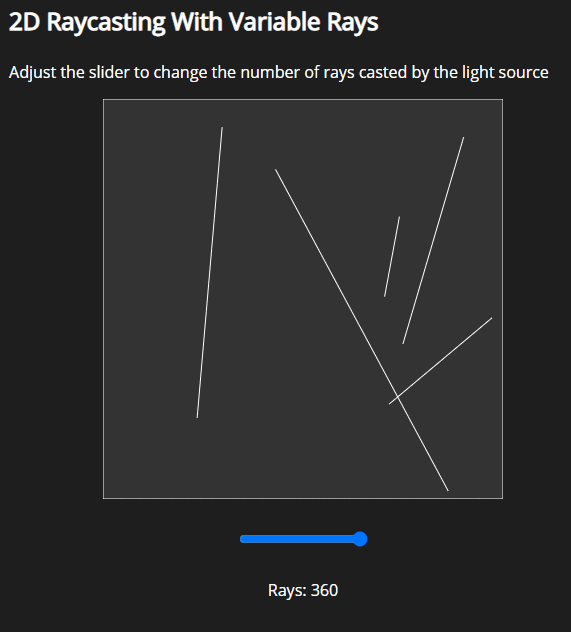 2D Raycasting With Variable Rays
Adjust the slider to change the number of rays casted by the light source
Rays: 360